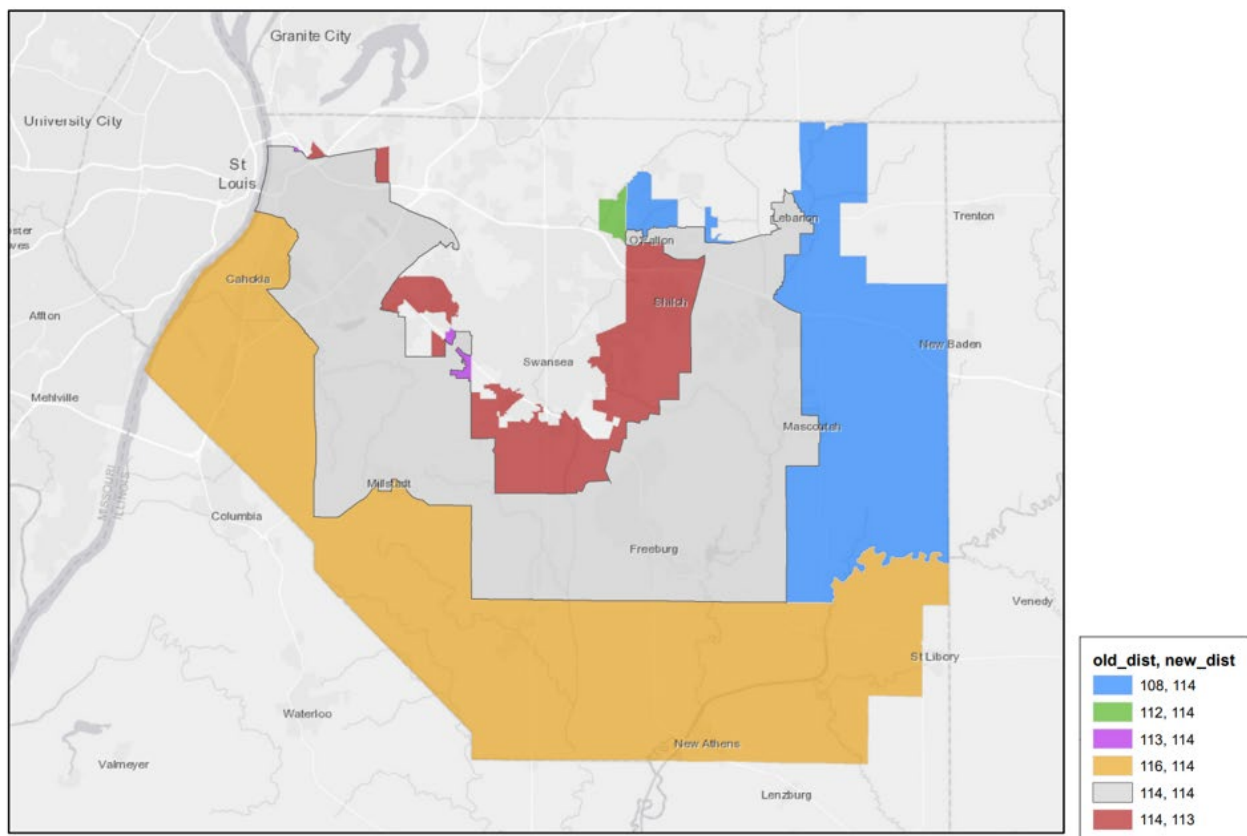 Granite City
University City
St
Louis
Lebanon
Trenton
O'Fallon
Cahokia
Affton
Shiloh
New Baden
Swansea
Mehlville
Mascoutah
MISSOURI
ILLINOIS
Millstadt
Columbia
Freeburg
Venedy
St Libory
Waterloo
New Athens
Valmeyer
Lenzburg
old_dist, new_dist
108, 114
112, 114
113, 114
116, 114
114, 114
114, 113